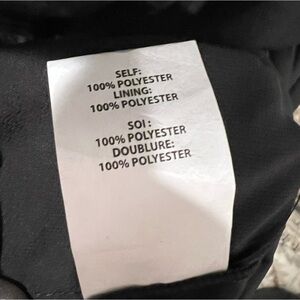 SELF:
100% POLYESTER
LINING:
100% POLYESTER
SOI :
100% POLYESTER
DOUBLURE:
100% POLYESTER